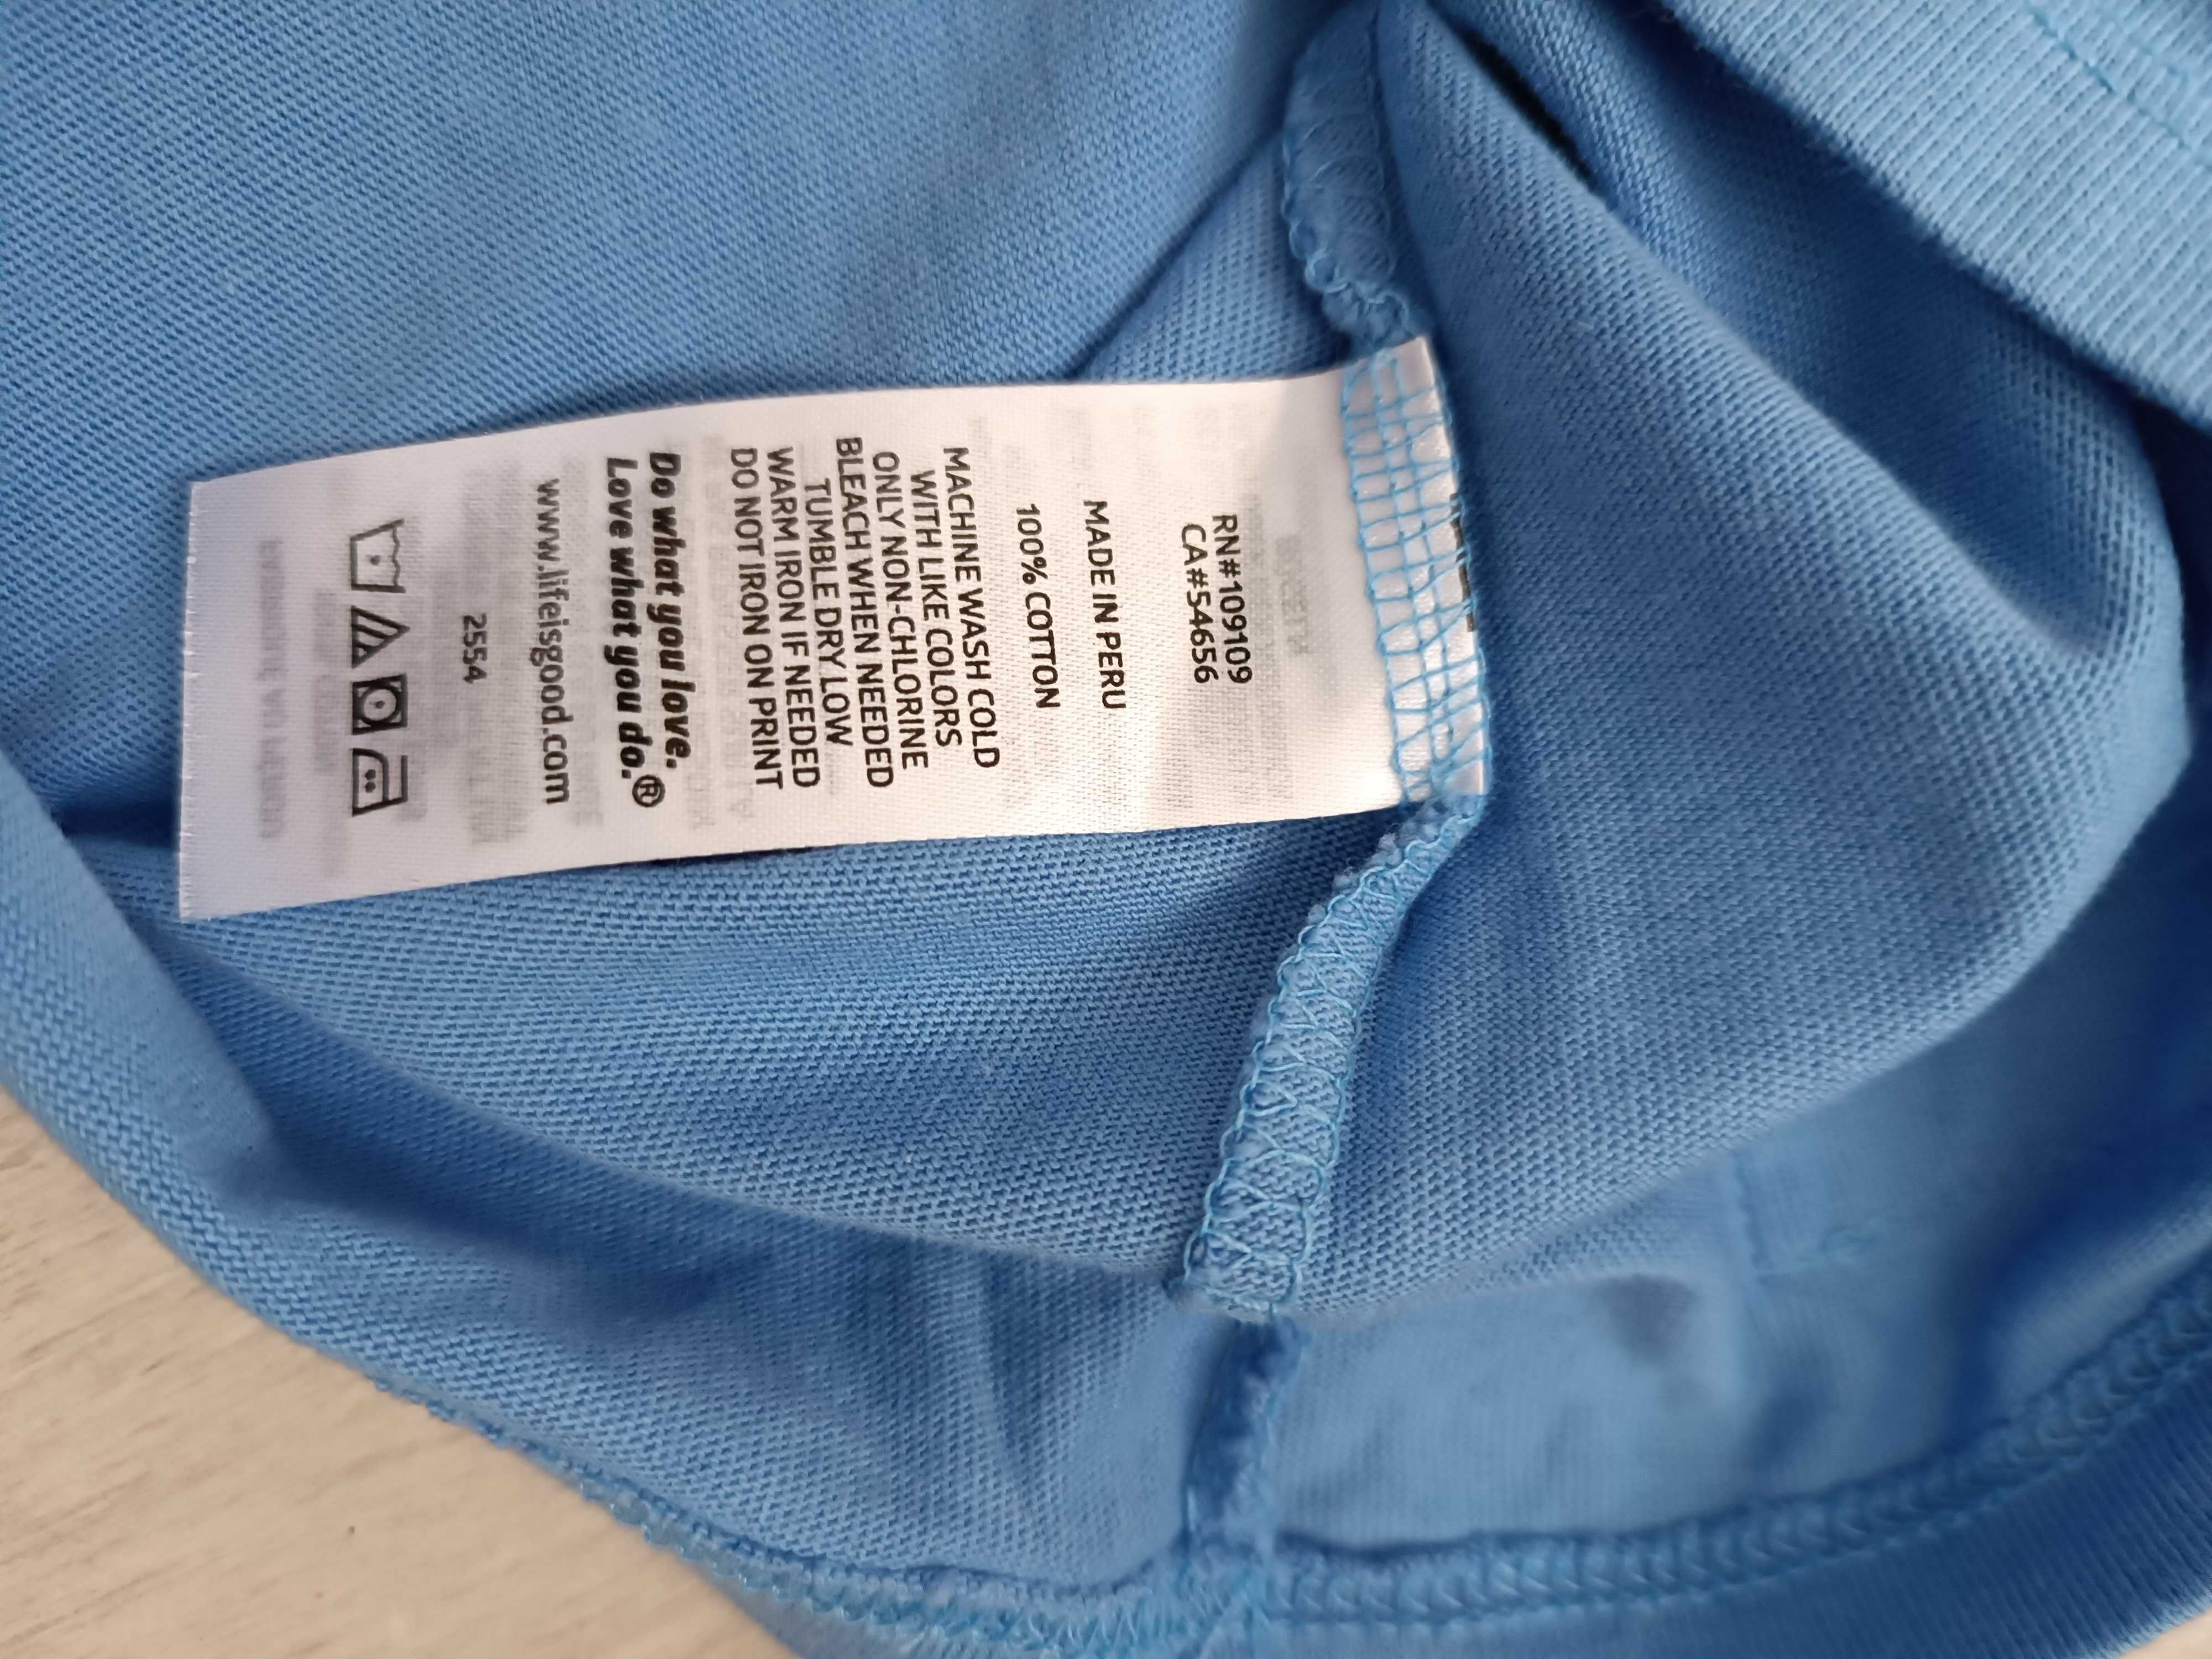 RN#109109
CA#54656
MADE IN PERU
100% COTTON
MACHINE WASH COLD
WITH LIKE COLORS
ONLY NON-CHLORINE
BLEACH WHEN NEEDED
TUMBLE DRY LOW
WARM IRON IF NEEDED
DO NOT IRON ON PRINT
Do what you love.
Love what you do.®
www.lifeisgood.com
2554